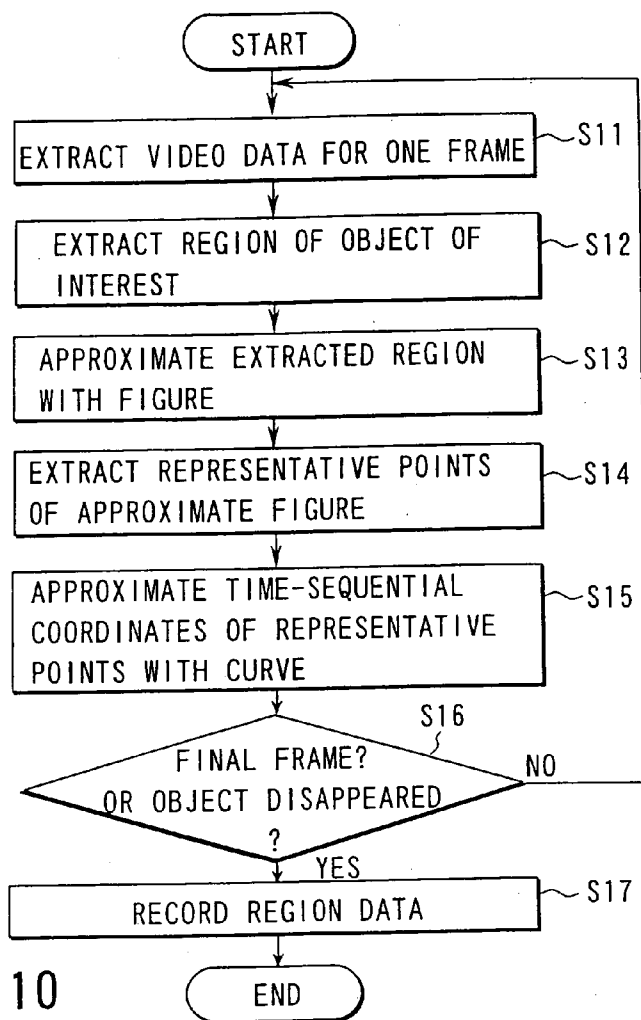 START
EXTRACT VIDEO DATA FOR ONE FRAME
S11
EXTRACT REGION OF OBJECT OF
INTEREST
S12
APPROXIMATE EXTRACTED REGION
WITH FIGURE
S13
EXTRACT REPRESENTATIVE POINTS
OF APPROXIMATE FIGURE
S14
APPROXIMATE TIME-SEQUENTIAL
COORDINATES OF REPRESENTATIVE
POINTS WITH CURVE
S15
S16
FINAL FRAME?
OR OBJECT DISAPPEARED
?
NO
YES
RECORD REGION DATA
S17
END
10